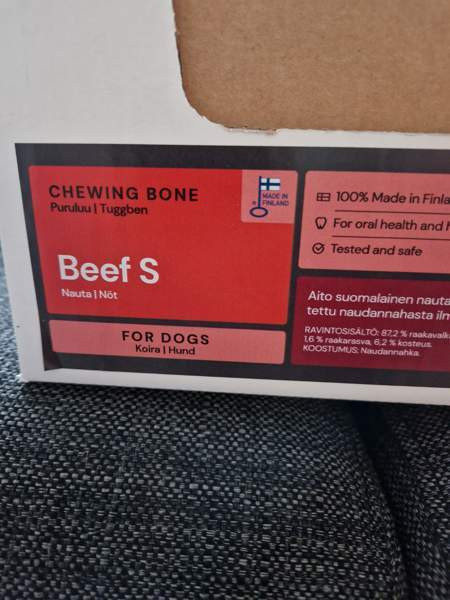 CHEWING BONE
Puruluu | Tuggben
MADE IN
FINLAND
Beef S
Nauta | Nöt
FOR DOGS
Koira | Hund
100% Made in Finla
For oral health and h
Tested and safe
Aito suomalainen nauta
tettu naudannahasta ilm
RAVINTOSISÄLTÖ: 87,2 % raakavalk
1,6 % raakarasva, 6,2 % kosteus.
KOOSTUMUS: Naudannahka.